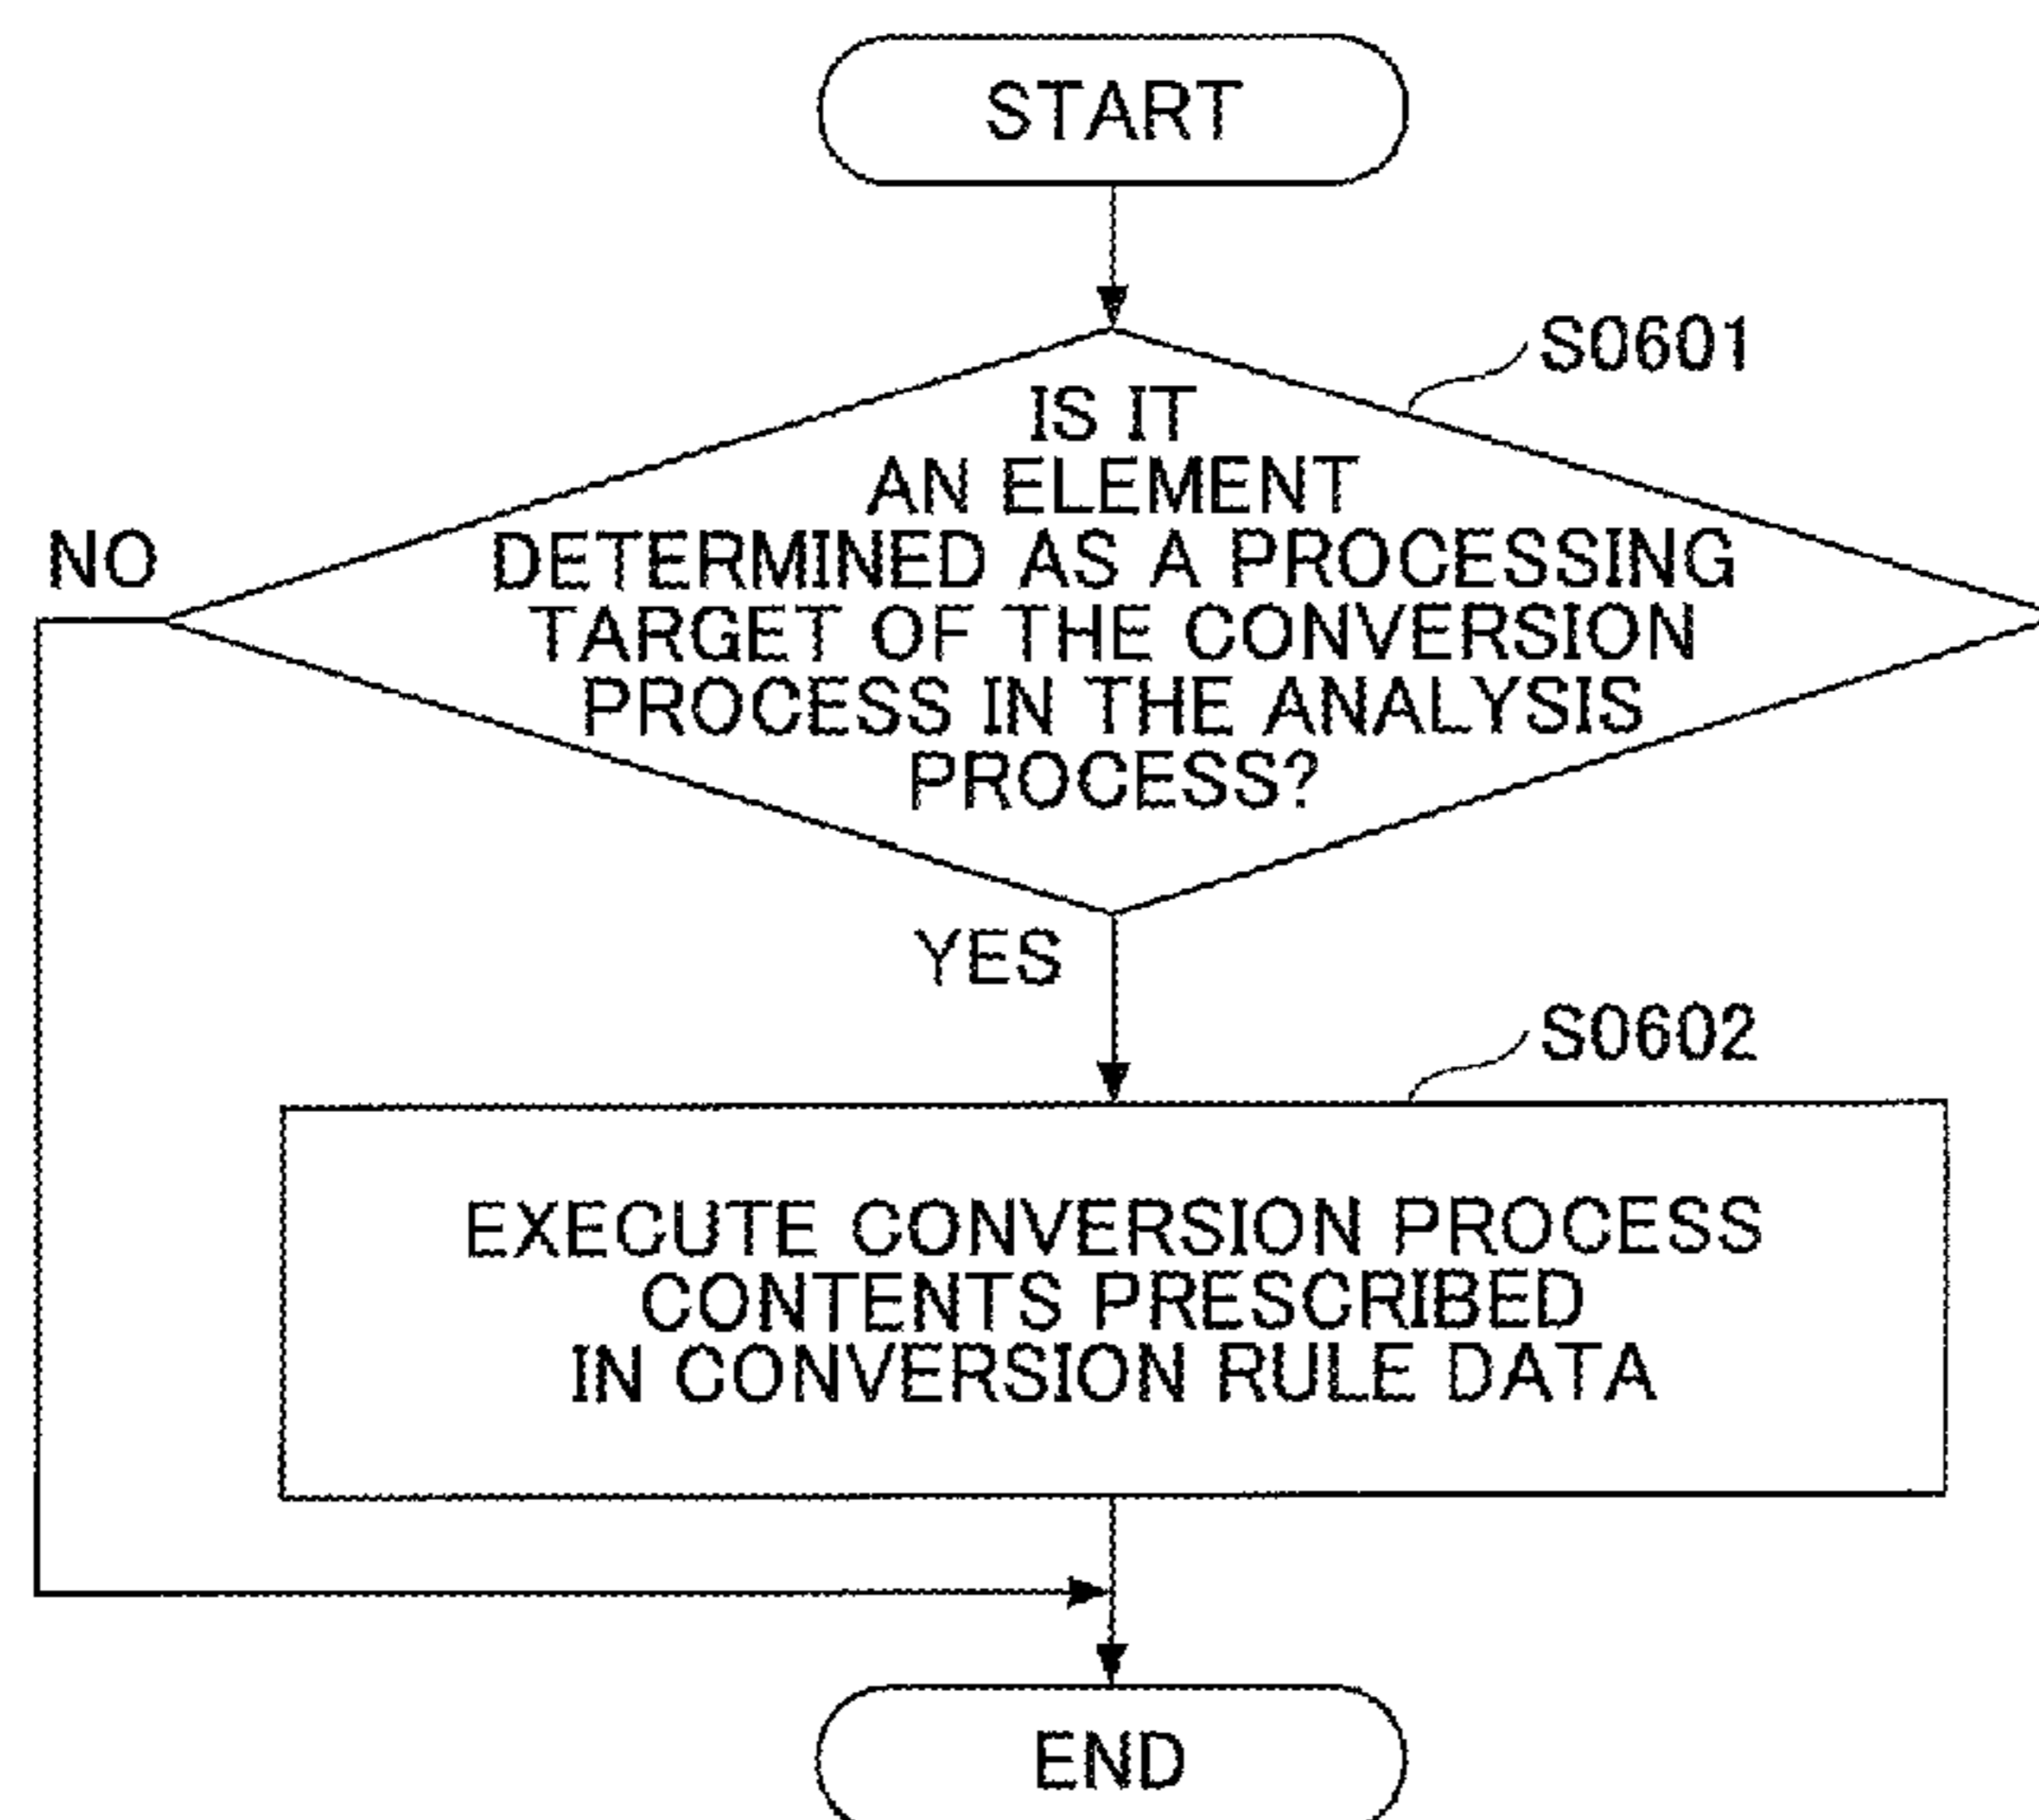 START
S0601
IS IT
AN ELEMENT
DETERMINED AS A PROCESSING
TARGET OF THE CONVERSION
PROCESS IN THE ANALYSIS
PROCESS?
NO
YES
S0602
EXECUTE CONVERSION PROCESS
CONTENTS PRESCRIBED
IN CONVERSION RULE DATA
END